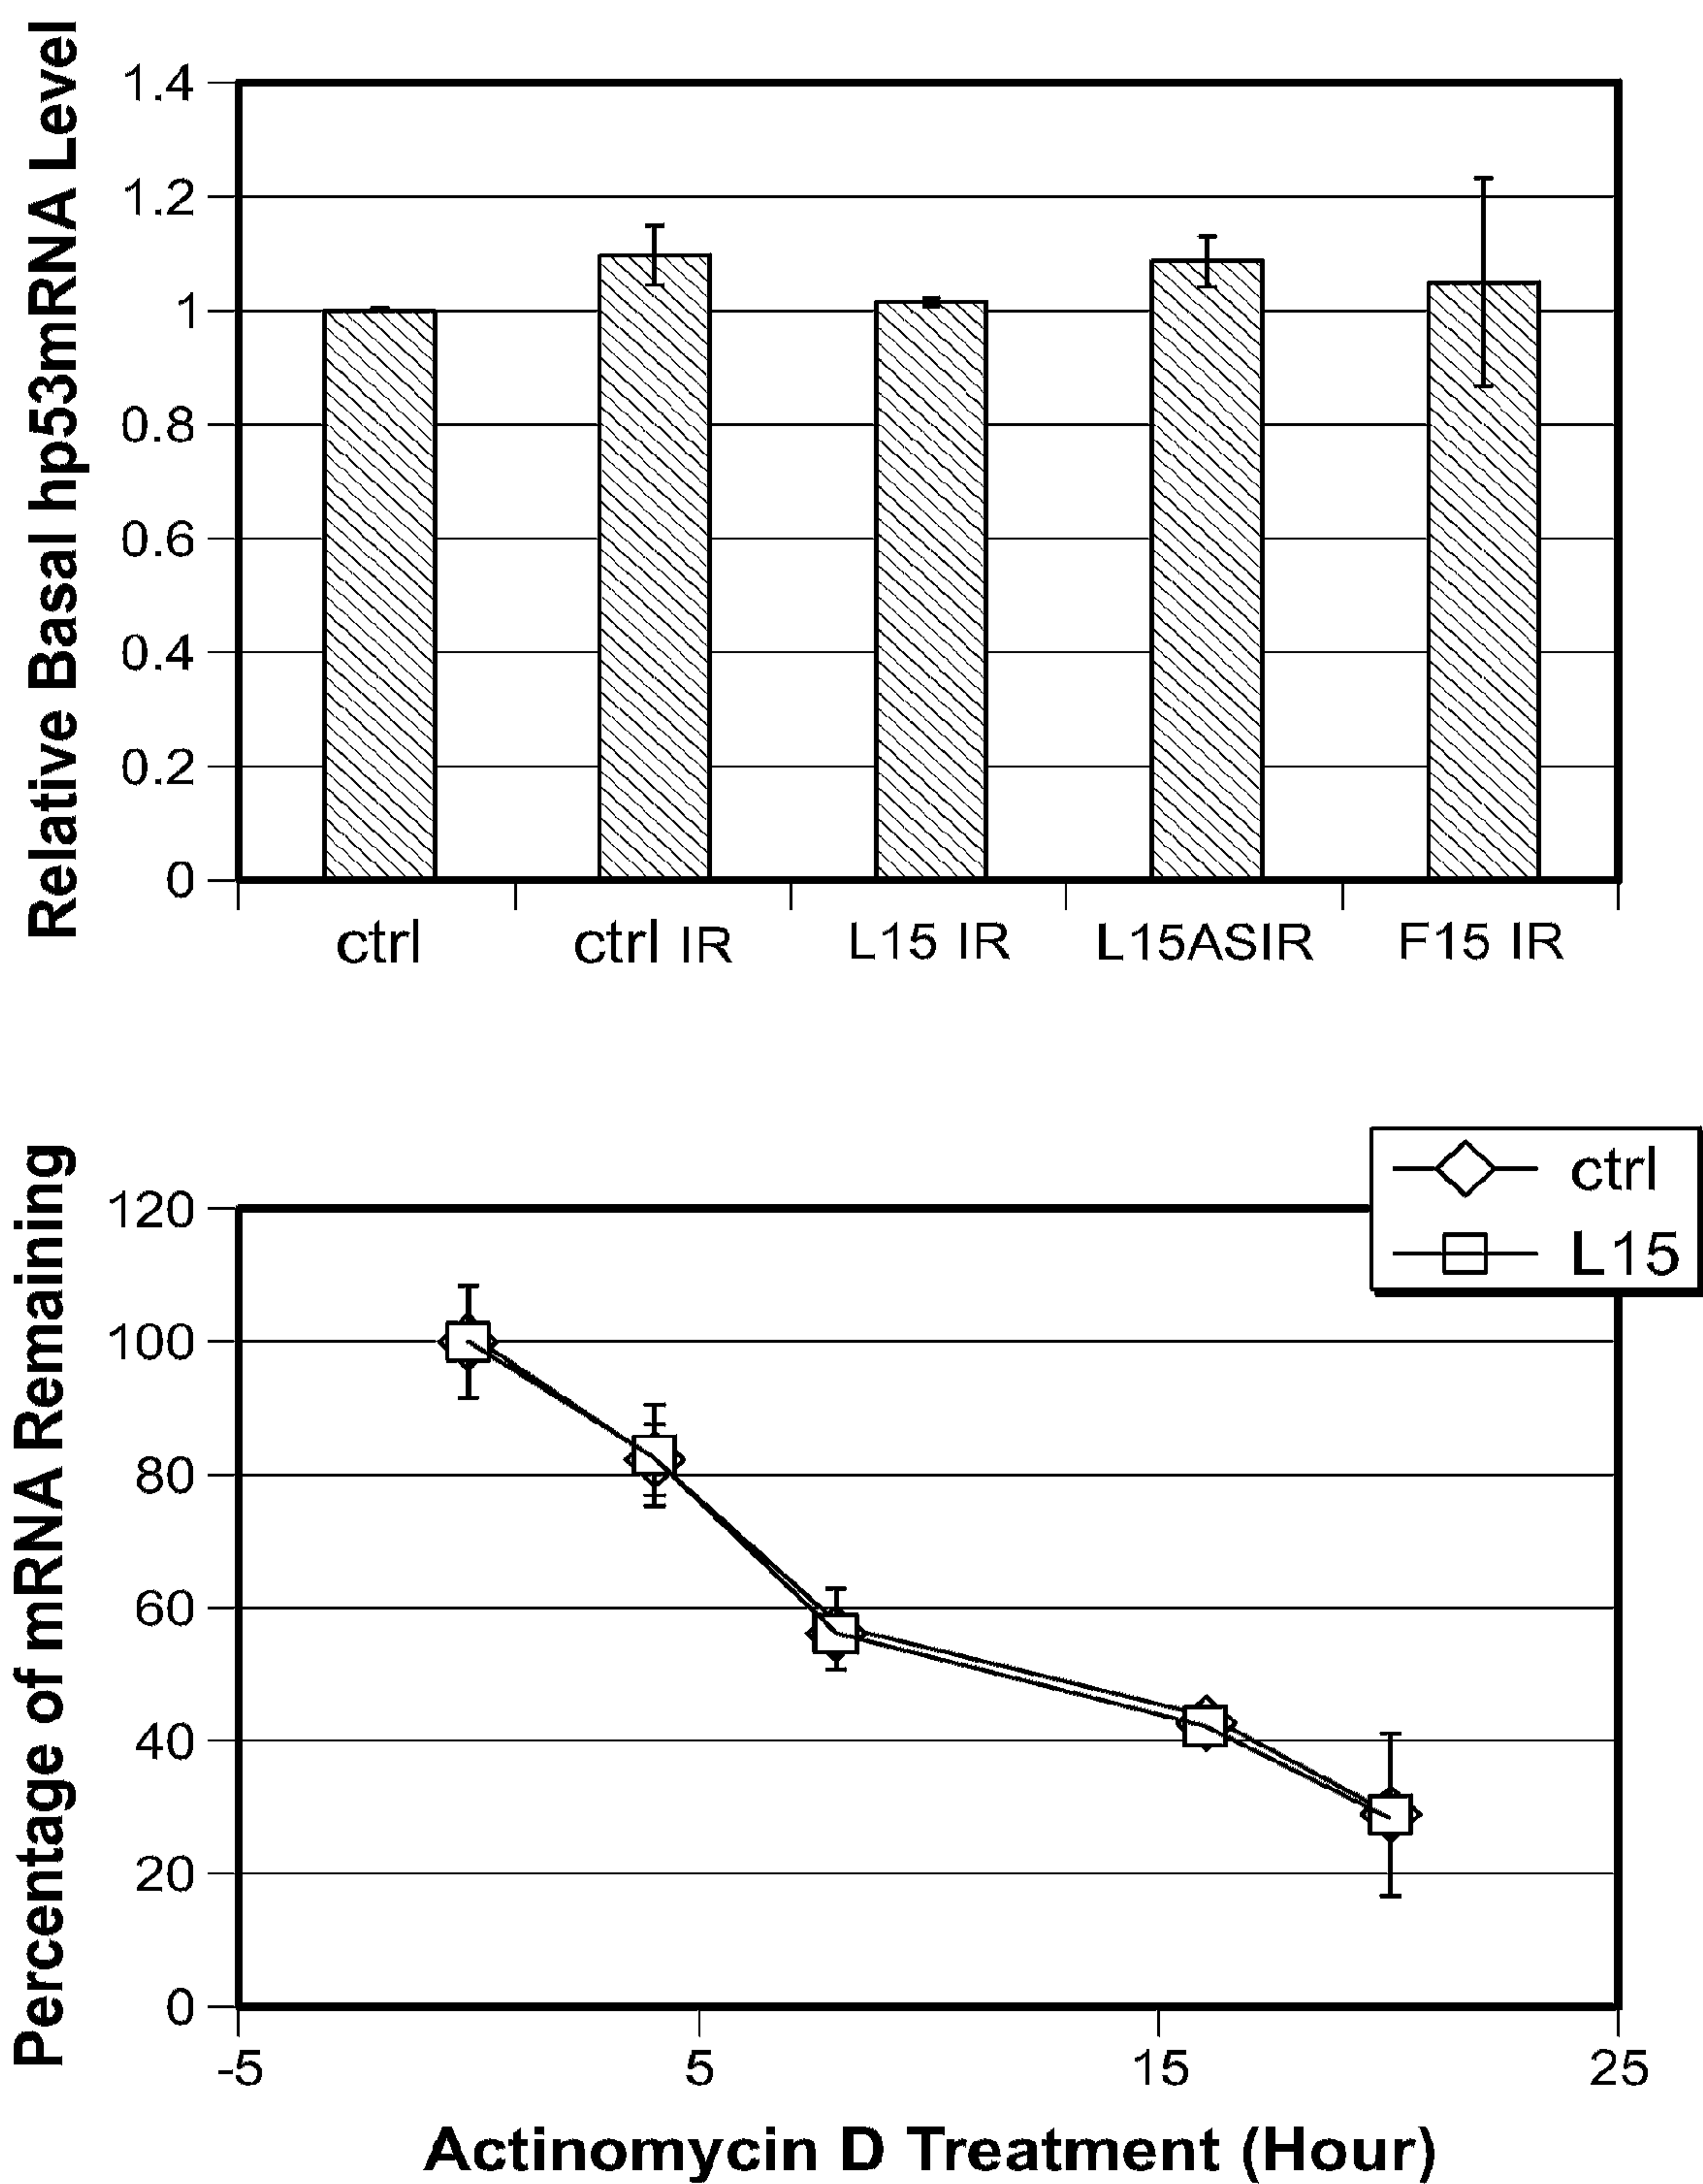 Relative Basal hp53mRNA Level
1.4
1.2
1
0.8
0.6
0.4
0.2
0
ctrl
ctrl IR
L15 IR
L15ASIR
F15 IR
ctrl
L15
Percentage of mRNA Remaining
120
100
80
60
40
20
0
-5
5
15
25
Actinomycin D Treatment (Hour)